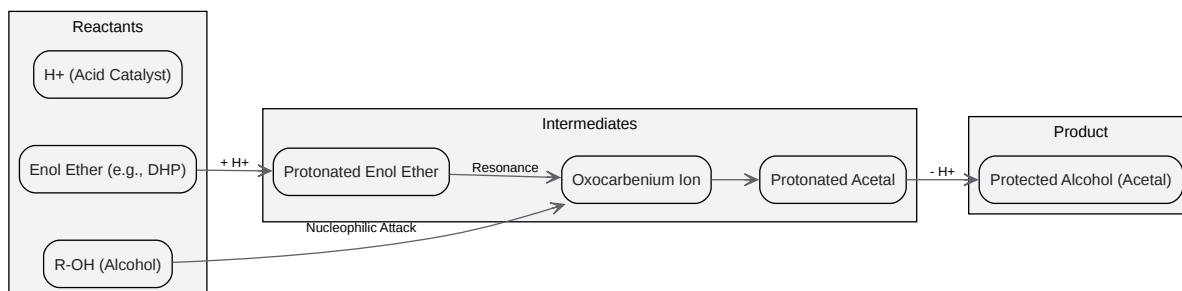 Reactants
H+ (Acid Catalyst)
Enol Ether (e.g., DHP)
R-OH (Alcohol)
+ H+
Intermediates
Protonated Enol Ether
Resonance
Oxocarbenium Ion
Protonated Acetal
Nucleophilic Attack
- H+
Product
Protected Alcohol (Acetal)